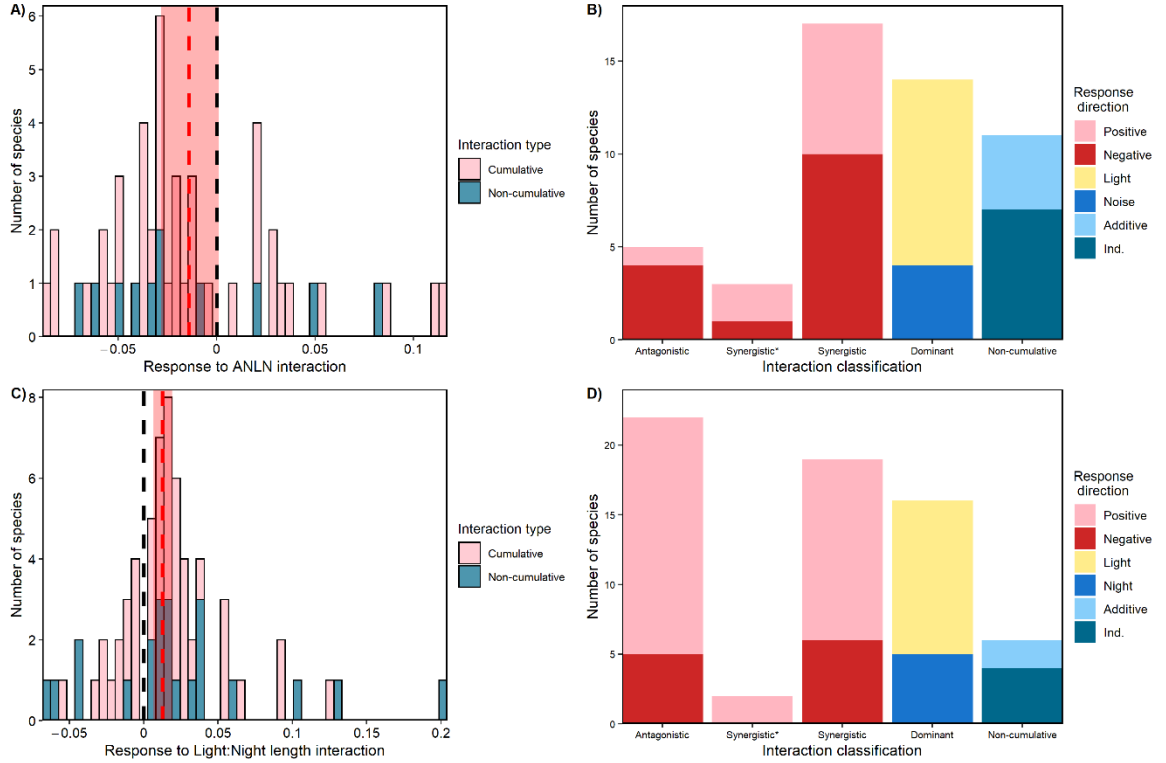 A)
6
5
4
3
2
1
0
Number of species
−0.05
0
0.05
0.1
Response to ANLN interaction
Interaction type
Cumulative
Non-cumulative
B)
15
10
5
0
Number of species
Antagonistic
Synergistic*
Synergistic
Dominant
Non-cumulative
Interaction classification
Response
direction
Positive
Negative
Light
Noise
Additive
Ind.
C)
8
6
4
2
0
Number of species
−0.05
0
0.05
0.1
0.15
0.2
Response to Light:Night length interaction
Interaction type
Cumulative
Non-cumulative
D)
20
15
10
5
0
Number of species
Antagonistic
Synergistic*
Synergistic
Dominant
Non-cumulative
Interaction classification
Response
direction
Positive
Negative
Light
Night
Additive
Ind.